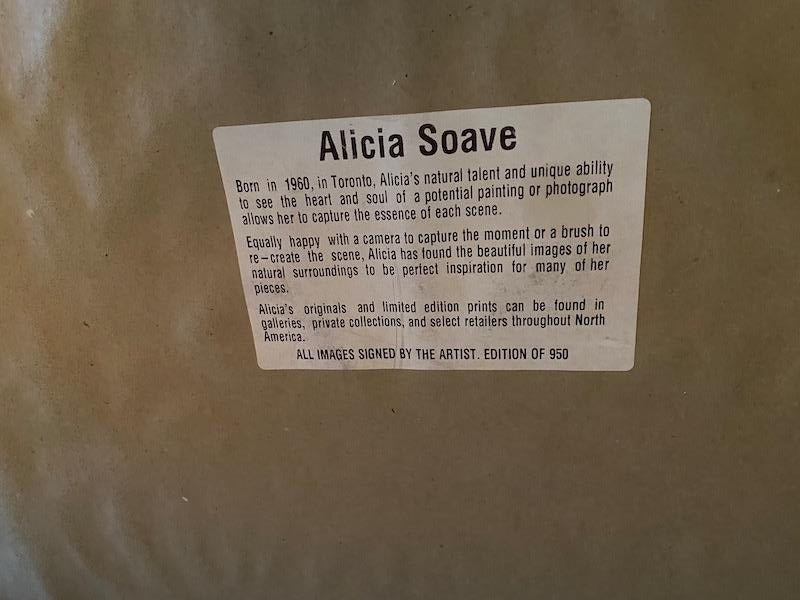 Alicia Soave
Born in 1960, in Toronto, Alicia's natural talent and unique ability
to see the heart and soul of a potential painting or photograph
allows her to capture the essence of each scene.
Equally happy with a camera to capture the moment or a brush to
re-create the scene, Alicia has found the beautiful images of her
natural surroundings to be perfect inspiration for many of her
pieces.
Alicia's originals and limited edition prints can be found in
galleries, private collections, and select retailers throughout North
America.
ALL IMAGES SIGNED BY THE ARTIST. EDITION OF 950